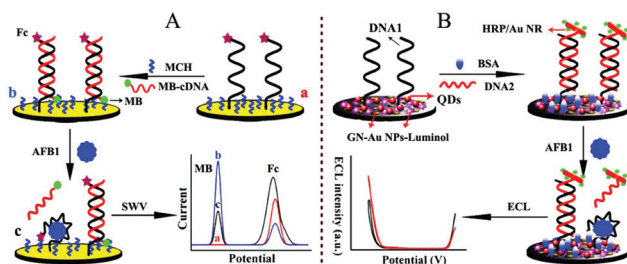 A
Fc
MCH
MB-cDNA
b
MB
a
AFB1
c
SWV
Current
MB
b
c
a
Fc
Potential
B
DNA1
QDs
GN-Au NPs-Luminol
BSA
DNA2
HRP/Au NR
AFB1
ECL
ECL intensity (a.u.)
Potential (V)